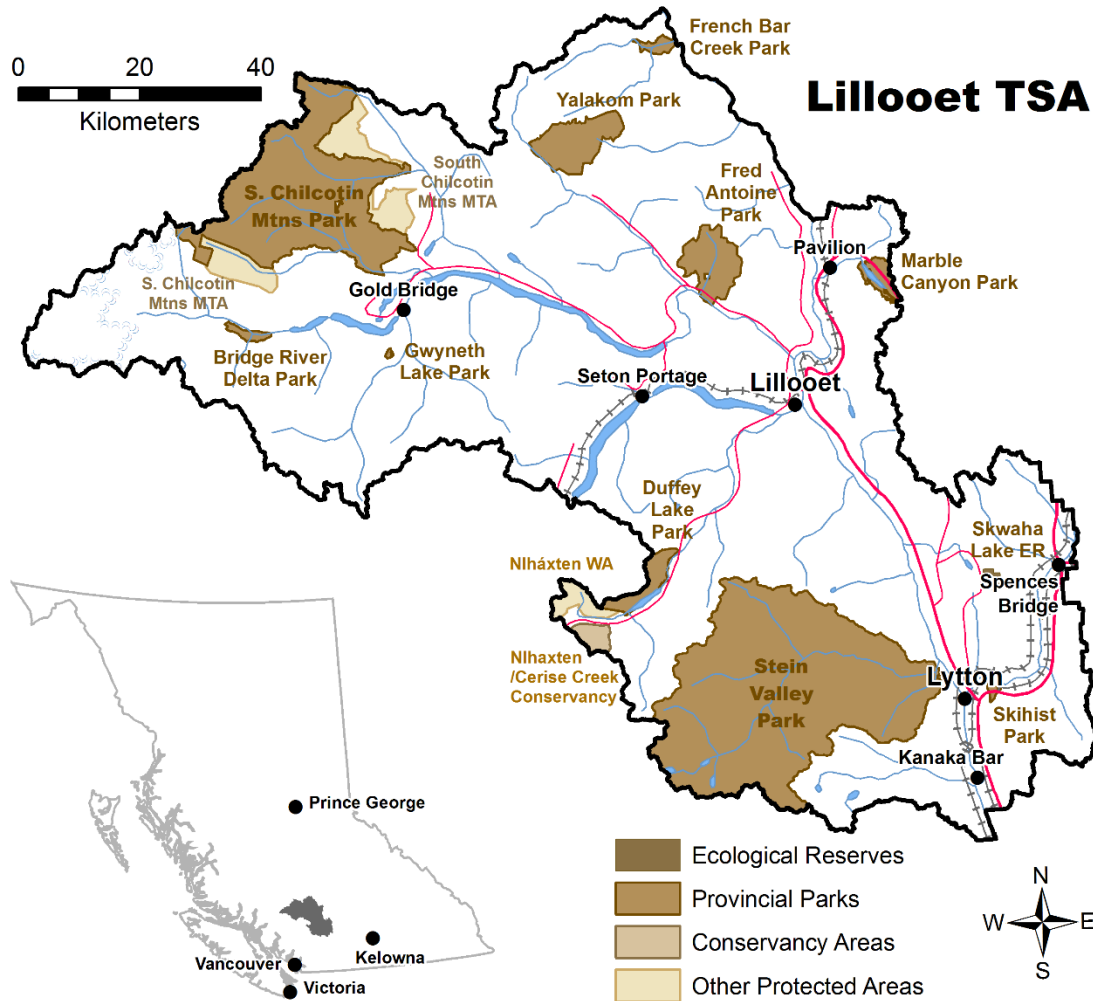 French Bar
Creek Park
0 20 40
Kilometers
Lillooet TSA
Yalakom Park
South
Chilcotin
Mtns MTA
Fred
Antoine
Park
S. Chilcotin
Mtns Park
Pavilion
Marble
Canyon Park
S. Chilcotin
Mtns MTA
Gold Bridge
Bridge River
Delta Park
Gwyneth
Lake Park
Seton Portage
Lillooet
Duffey
Lake
Park
Skwaha
Lake ER
Nlháxten WA
Spences
Bridge
Nlhaxten
/Cerise Creek
Conservancy
Stein
Valley
Park
Lytton
Skihist
Park
Kanaka Bar
Prince George
Kelowna
Vancouver
Victoria
Ecological Reserves
Provincial Parks
Conservancy Areas
Other Protected Areas
N
W E
S